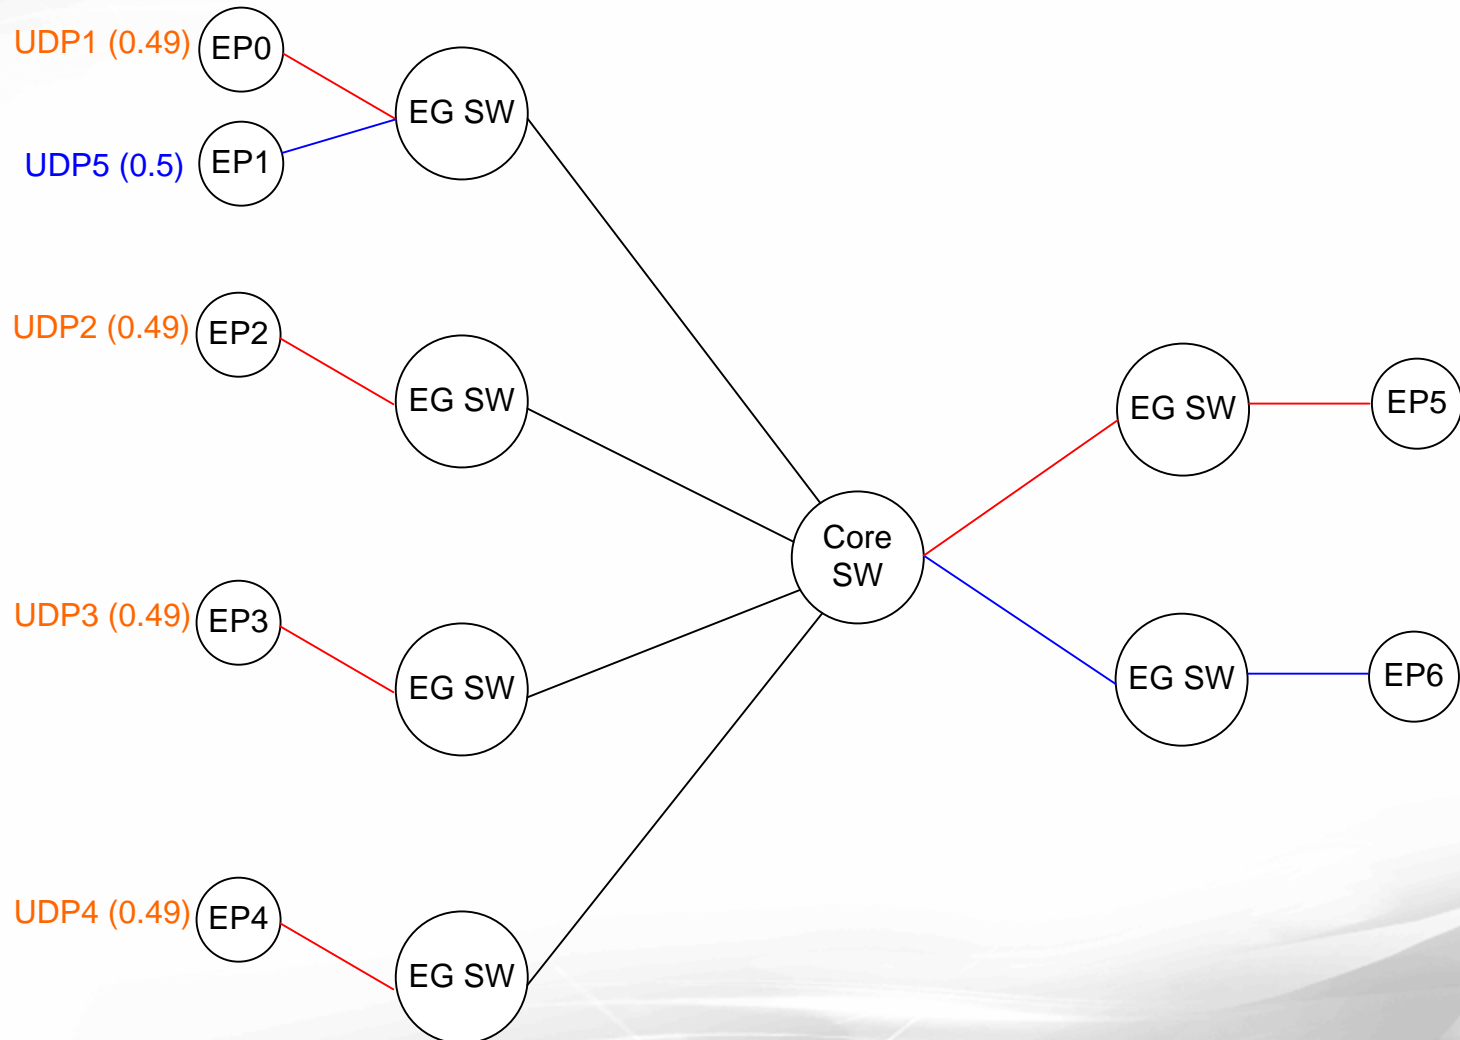 UDP1 (0.49)
EP0
EG SW
UDP5 (0.5)
EP1
UDP2 (0.49)
EP2
EG SW
EG SW
EP5
Core
SW
UDP3 (0.49)
EP3
EG SW
EG SW
EP6
UDP4 (0.49)
EP4
EG SW